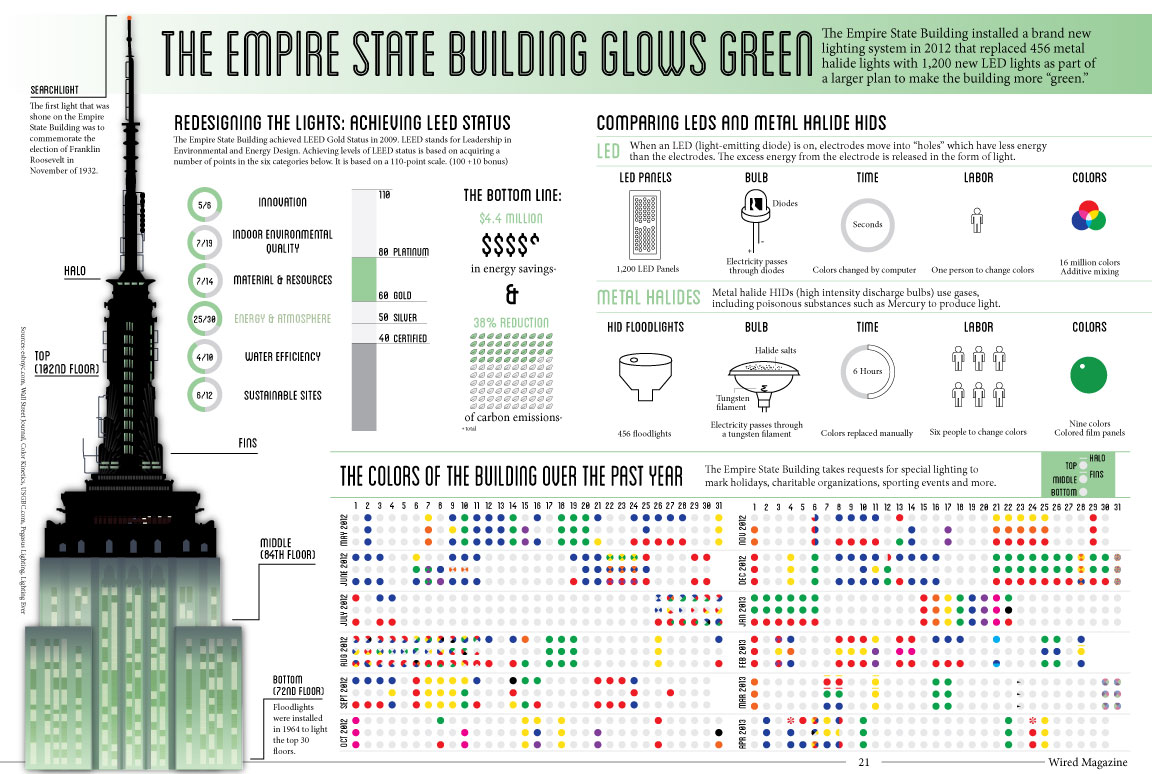 THE EMPIRE STATE BUILDING GLOWS GREEN
The Empire State Building installed a brand new
lighting system in 2012 that replaced 456 metal
halide lights with 1,200 new LED lights as part of
a larger plan to make the building more “green.”
SEARCHLIGHT
The first light that was
shone on the Empire
State Building was to
commemorate the
election of Franklin
Roosevelt in
November of 1932.
HALO
TOP
(102ND FLOOR)
FINS
MIDDLE
(84TH FLOOR)
BOTTOM
(72ND FLOOR)
Floodlights
were installed
in 1964 to light
the top 30
floors.
Sources: esbnyc.com, Wall Street Journal, Color Kinetics, USGBC.com, Pegasus Lighting, Lighting Ever
REDESIGNING THE LIGHTS: ACHIEVING LEED STATUS
The Empire State Building achieved LEED Gold Status in 2009. LEED stands for Leadership in
Environmental and Energy Design. Achieving levels of LEED status is based on acquiring a
number of points in the six categories below. It is based on a 110-point scale. (100 +10 bonus)
5/6 INNOVATION
7/19 INDOOR ENVIRONMENTAL
QUALITY
7/14 MATERIAL & RESOURCES
25/30 ENERGY & ATMOSPHERE
4/10 WATER EFFICIENCY
6/12 SUSTAINABLE SITES
110
80 PLATINUM
60 GOLD
50 SILVER
40 CERTIFIED
THE BOTTOM LINE:
$4.4 MILLION
$$$$
in energy savings*
&
38% REDUCTION
of carbon emissions*
* total
COMPARING LEDS AND METAL HALIDE HIDS
LED
When an LED (light-emitting diode) is on, electrodes move into “holes” which have less energy
than the electrodes. The excess energy from the electrode is released in the form of light.
LED PANELS BULB TIME LABOR COLORS
Diodes
Seconds
+
-
1,200 LED Panels
Electricity passes
through diodes
Colors changed by computer
One person to change colors
16 million colors
Additive mixing
METAL HALIDES
Metal halide HIDs (high intensity discharge bulbs) use gases,
including poisonous substances such as Mercury to produce light.
HID FLOODLIGHTS BULB TIME LABOR COLORS
Halide salts
Tungsten
filament
6 Hours
456 floodlights
Electricity passes through
a tungsten filament
Colors replaced manually
Six people to change colors
Nine colors
Colored film panels
THE COLORS OF THE BUILDING OVER THE PAST YEAR
The Empire State Building takes requests for special lighting to
mark holidays, charitable organizations, sporting events and more.
HALO
TOP
FINS
MIDDLE
BOTTOM
1 2 3 4 5 6 7 8 9 10 11 12 13 14 15 16 17 18 19 20 21 22 23 24 25 26 27 28 29 30 31
MAY 2012
JUNE 2012
JULY 2012
AUG 2012
SEPT 2012
OCT 2012
1 2 3 4 5 6 7 8 9 10 11 12 13 14 15 16 17 18 19 20 21 22 23 24 25 26 27 28 29 30 31
NOV 2012
DEC 2012
JAN 2013
FEB 2013
MAR 2013
APR 2013
21
Wired Magazine